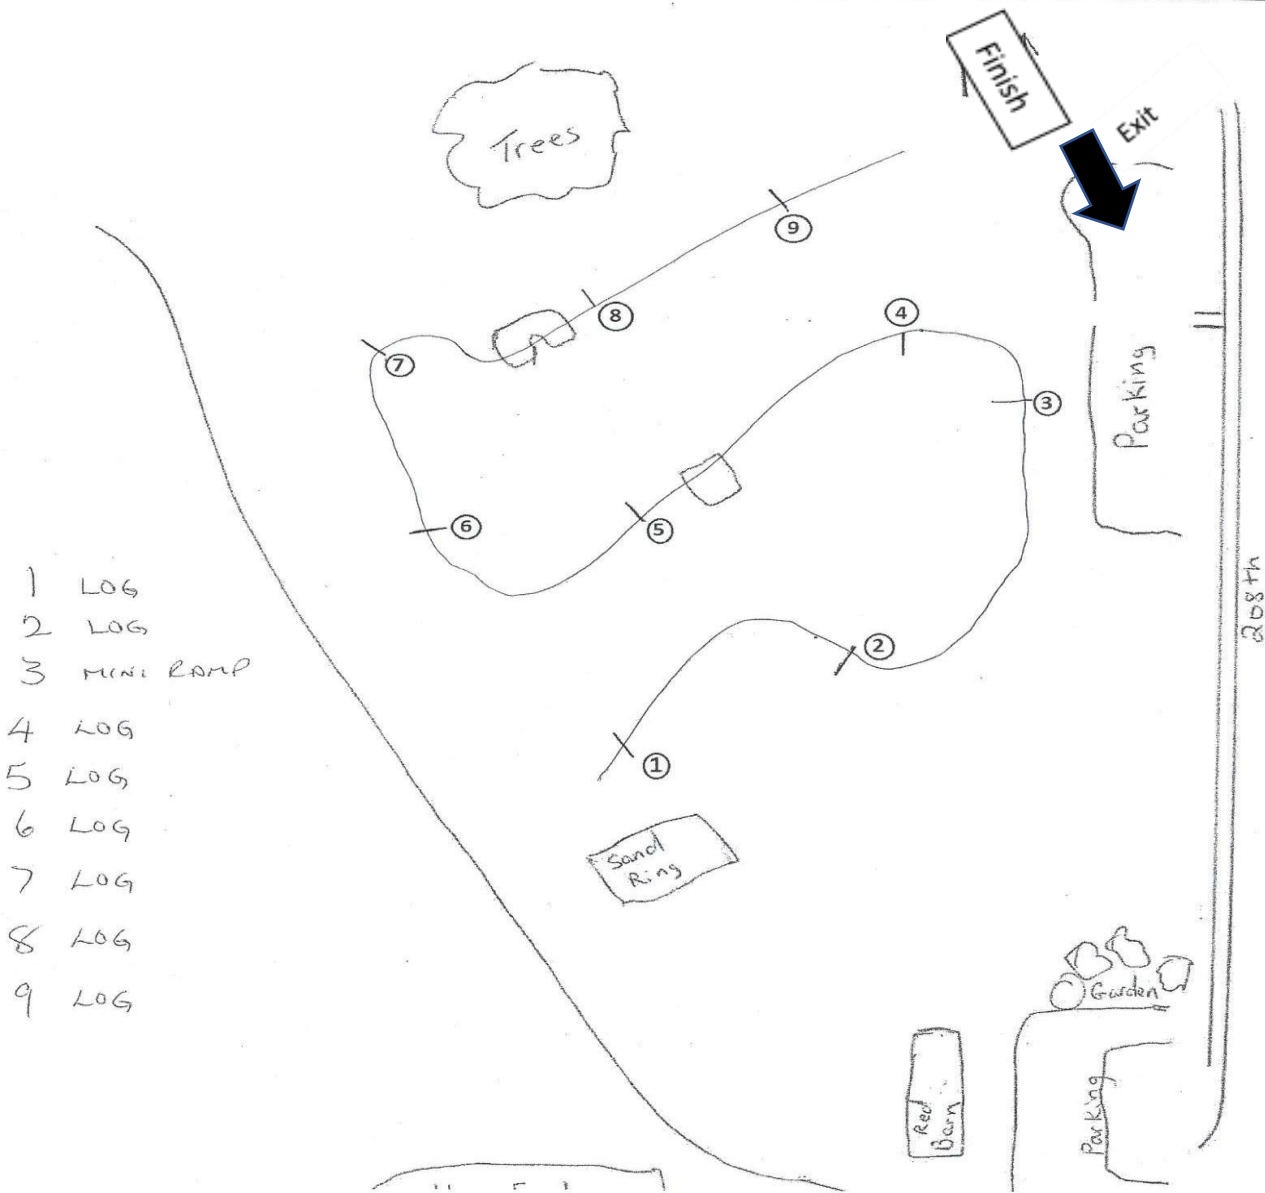 Finish
Exit
Trees
9
8
4
7
3
Parking
6
5
208th
2
1
Sand
Ring
1 LOG
2 LOG
3 MINI RAMP
4 LOG
5 LOG
6 LOG
7 LOG
8 LOG
9 LOG
Garden
Red
Barn
Parking